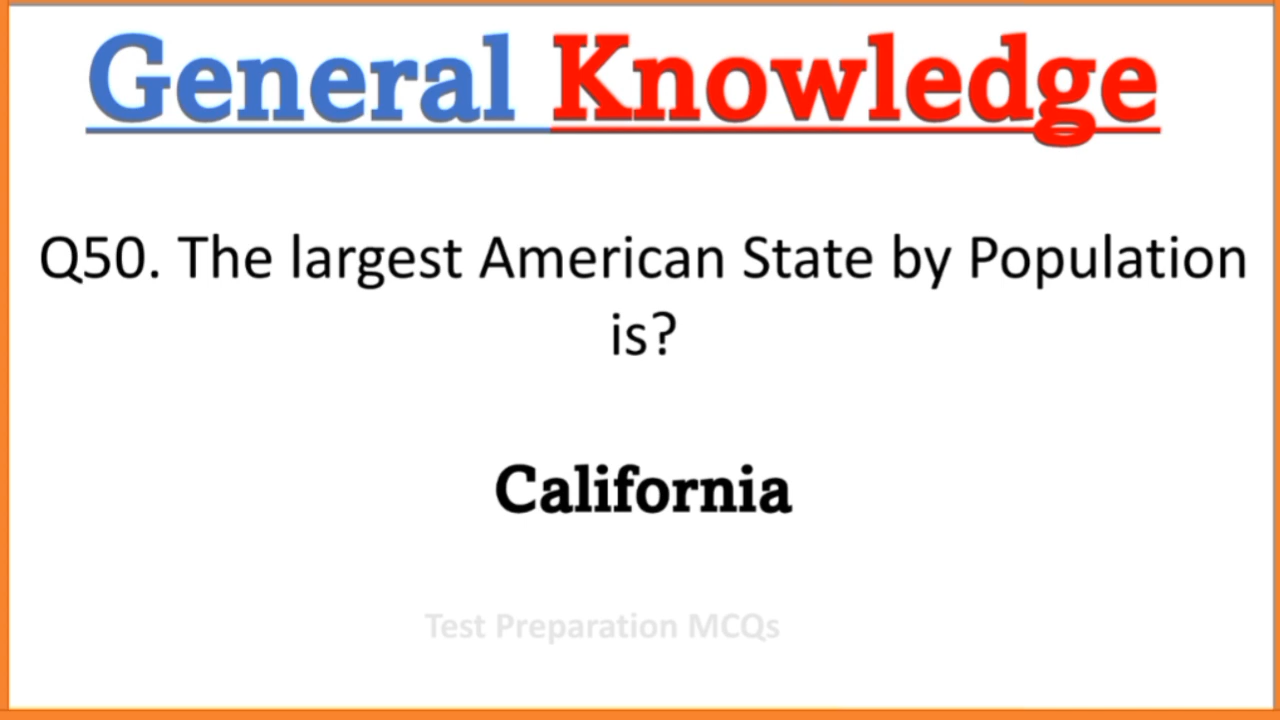 General Knowledge
Q50. The largest American State by Population
is?
California
Test Preparation MCQs